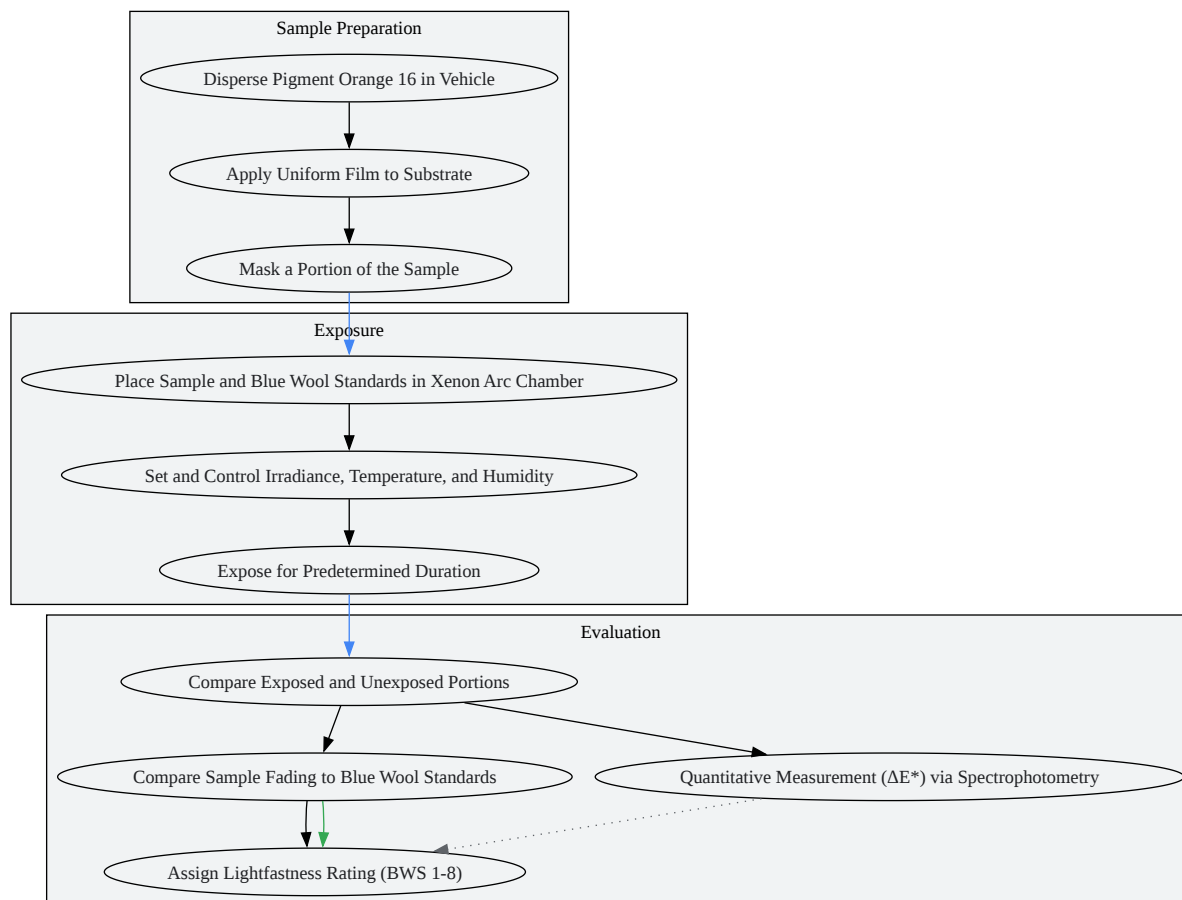 Sample Preparation
Disperse Pigment Orange 16 in Vehicle
Apply Uniform Film to Substrate
Mask a Portion of the Sample
Exposure
Place Sample and Blue Wool Standards in Xenon Arc Chamber
Set and Control Irradiance, Temperature, and Humidity
Expose for Predetermined Duration
Evaluation
Compare Exposed and Unexposed Portions
Compare Sample Fading to Blue Wool Standards
Quantitative Measurement (ΔE*) via Spectrophotometry
Assign Lightfastness Rating (BWS 1-8)